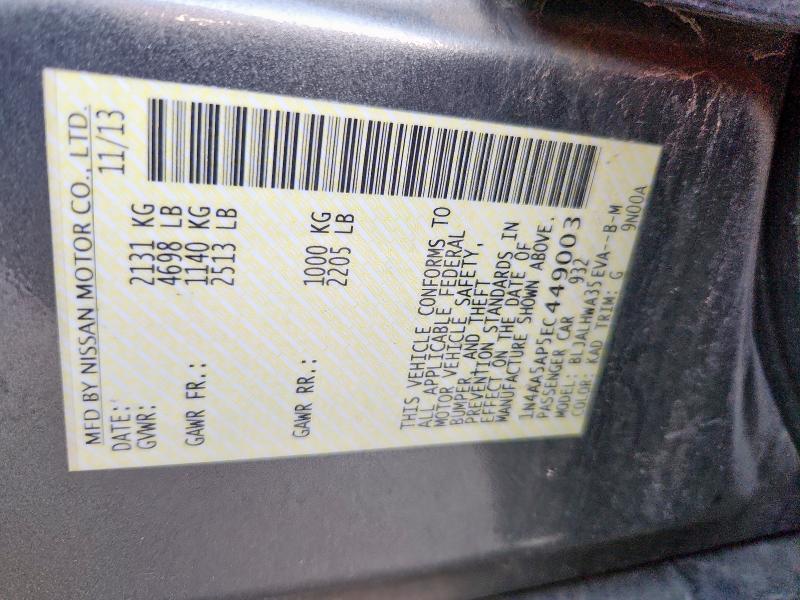 MFD BY NISSAN MOTOR CO., LTD.
DATE: 11/13
GVWR: 2131 KG
4698 LB
GAWR FR.: 1140 KG
2513 LB
GAWR RR.: 1000 KG
2205 LB
THIS VEHICLE CONFORMS TO
ALL APPLICABLE FEDERAL
MOTOR VEHICLE SAFETY,
BUMPER, AND THEFT
PREVENTION STANDARDS IN
EFFECT ON THE DATE OF
MANUFACTURE SHOWN ABOVE.
1N4AA5AP5EC449003
PASSENGER CAR 932
MODEL: BLJALHWA35EVA--B-M
COLOR: KAD TRIM: G 9N00A